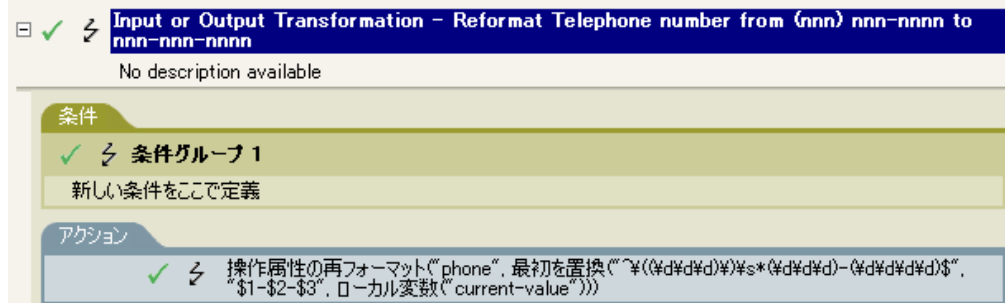 Input or Output Transformation - Reformat Telephone number from (nnn) nnn-nnnn to
nnn-nnn-nnnn
No description available
条件
条件グループ 1
新しい条件をここで定義
アクション
操作属性の再フォーマット("phone", 最初を置換("^¥((¥d¥d¥d)¥)¥s*(¥d¥d¥d)-(¥d¥d¥d¥d)$",
"$1-$2-$3", ローカル変数("current-value")))